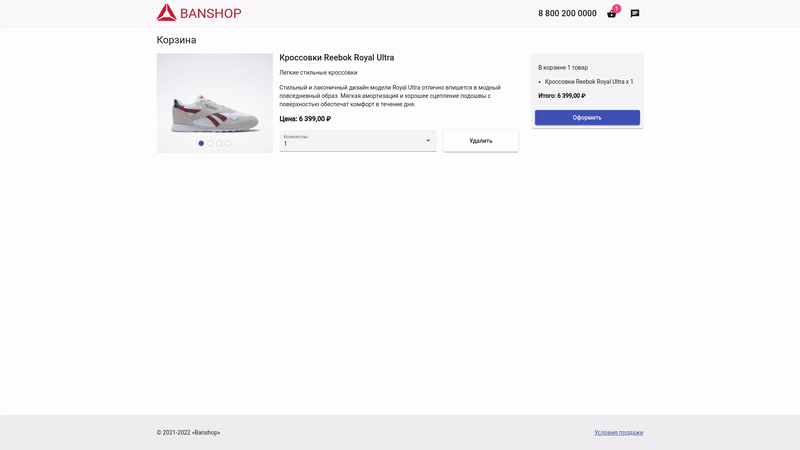 BANSHOP
8 800 200 0000
1
Корзина
Кроссовки Reebok Royal Ultra
Легкие стильные кроссовки
Стильный и лаконичный дизайн модели Royal Ultra отлично впишется в модный
повседневный образ. Мягкая амортизация и хорошее сцепление подошвы с
поверхностью обеспечат комфорт в течение дня.
Цена: 6 399,00 ₽
Количество
1
Удалить
В корзине 1 товар
Кроссовки Reebok Royal Ultra x 1
Итого: 6 399,00 ₽
Оформить
© 2021-2022 «Banshop»
Условия продажи